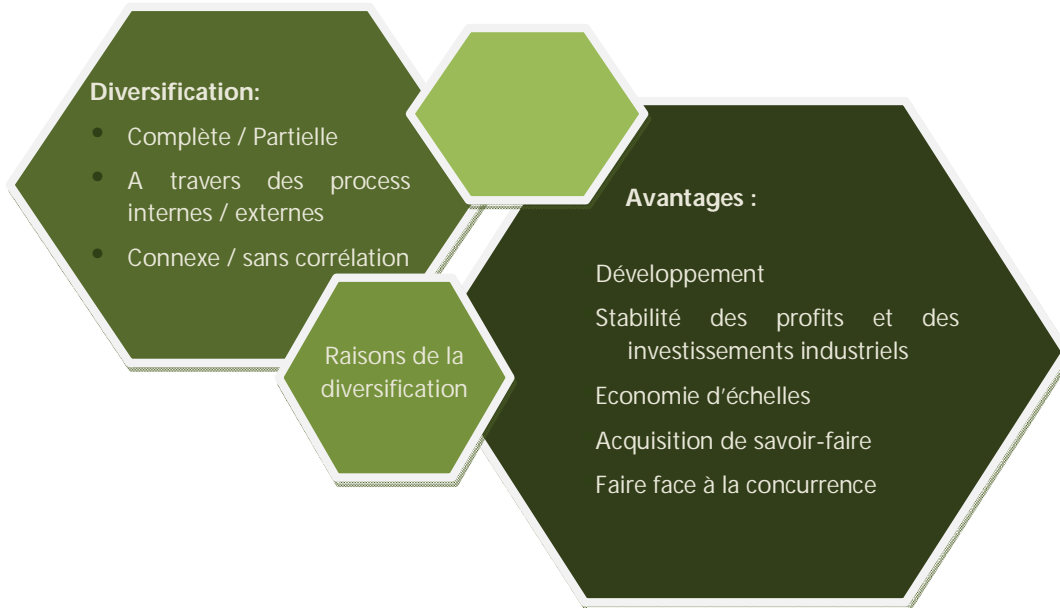 Diversification:
• Complète / Partielle
• A travers des process
internes / externes
• Connexe / sans corrélation
Raisons de la
diversification
Avantages :
Développement
Stabilité des profits et des
investissements industriels
Economie d'échelles
Acquisition de savoir-faire
Faire face à la concurrence